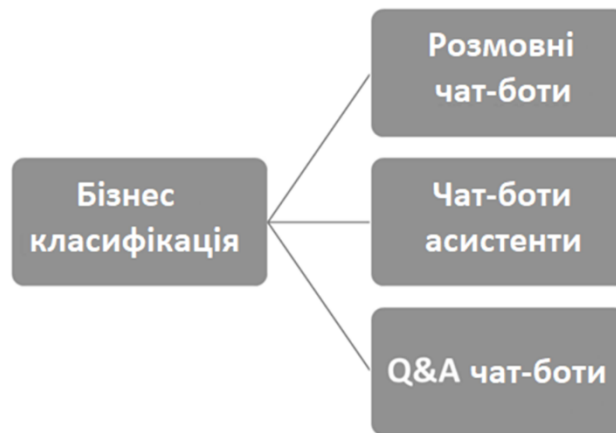 Розмовні
чат-боти
Бізнес
класифікація
Чат-боти
асистенти
Q&A чат-боти